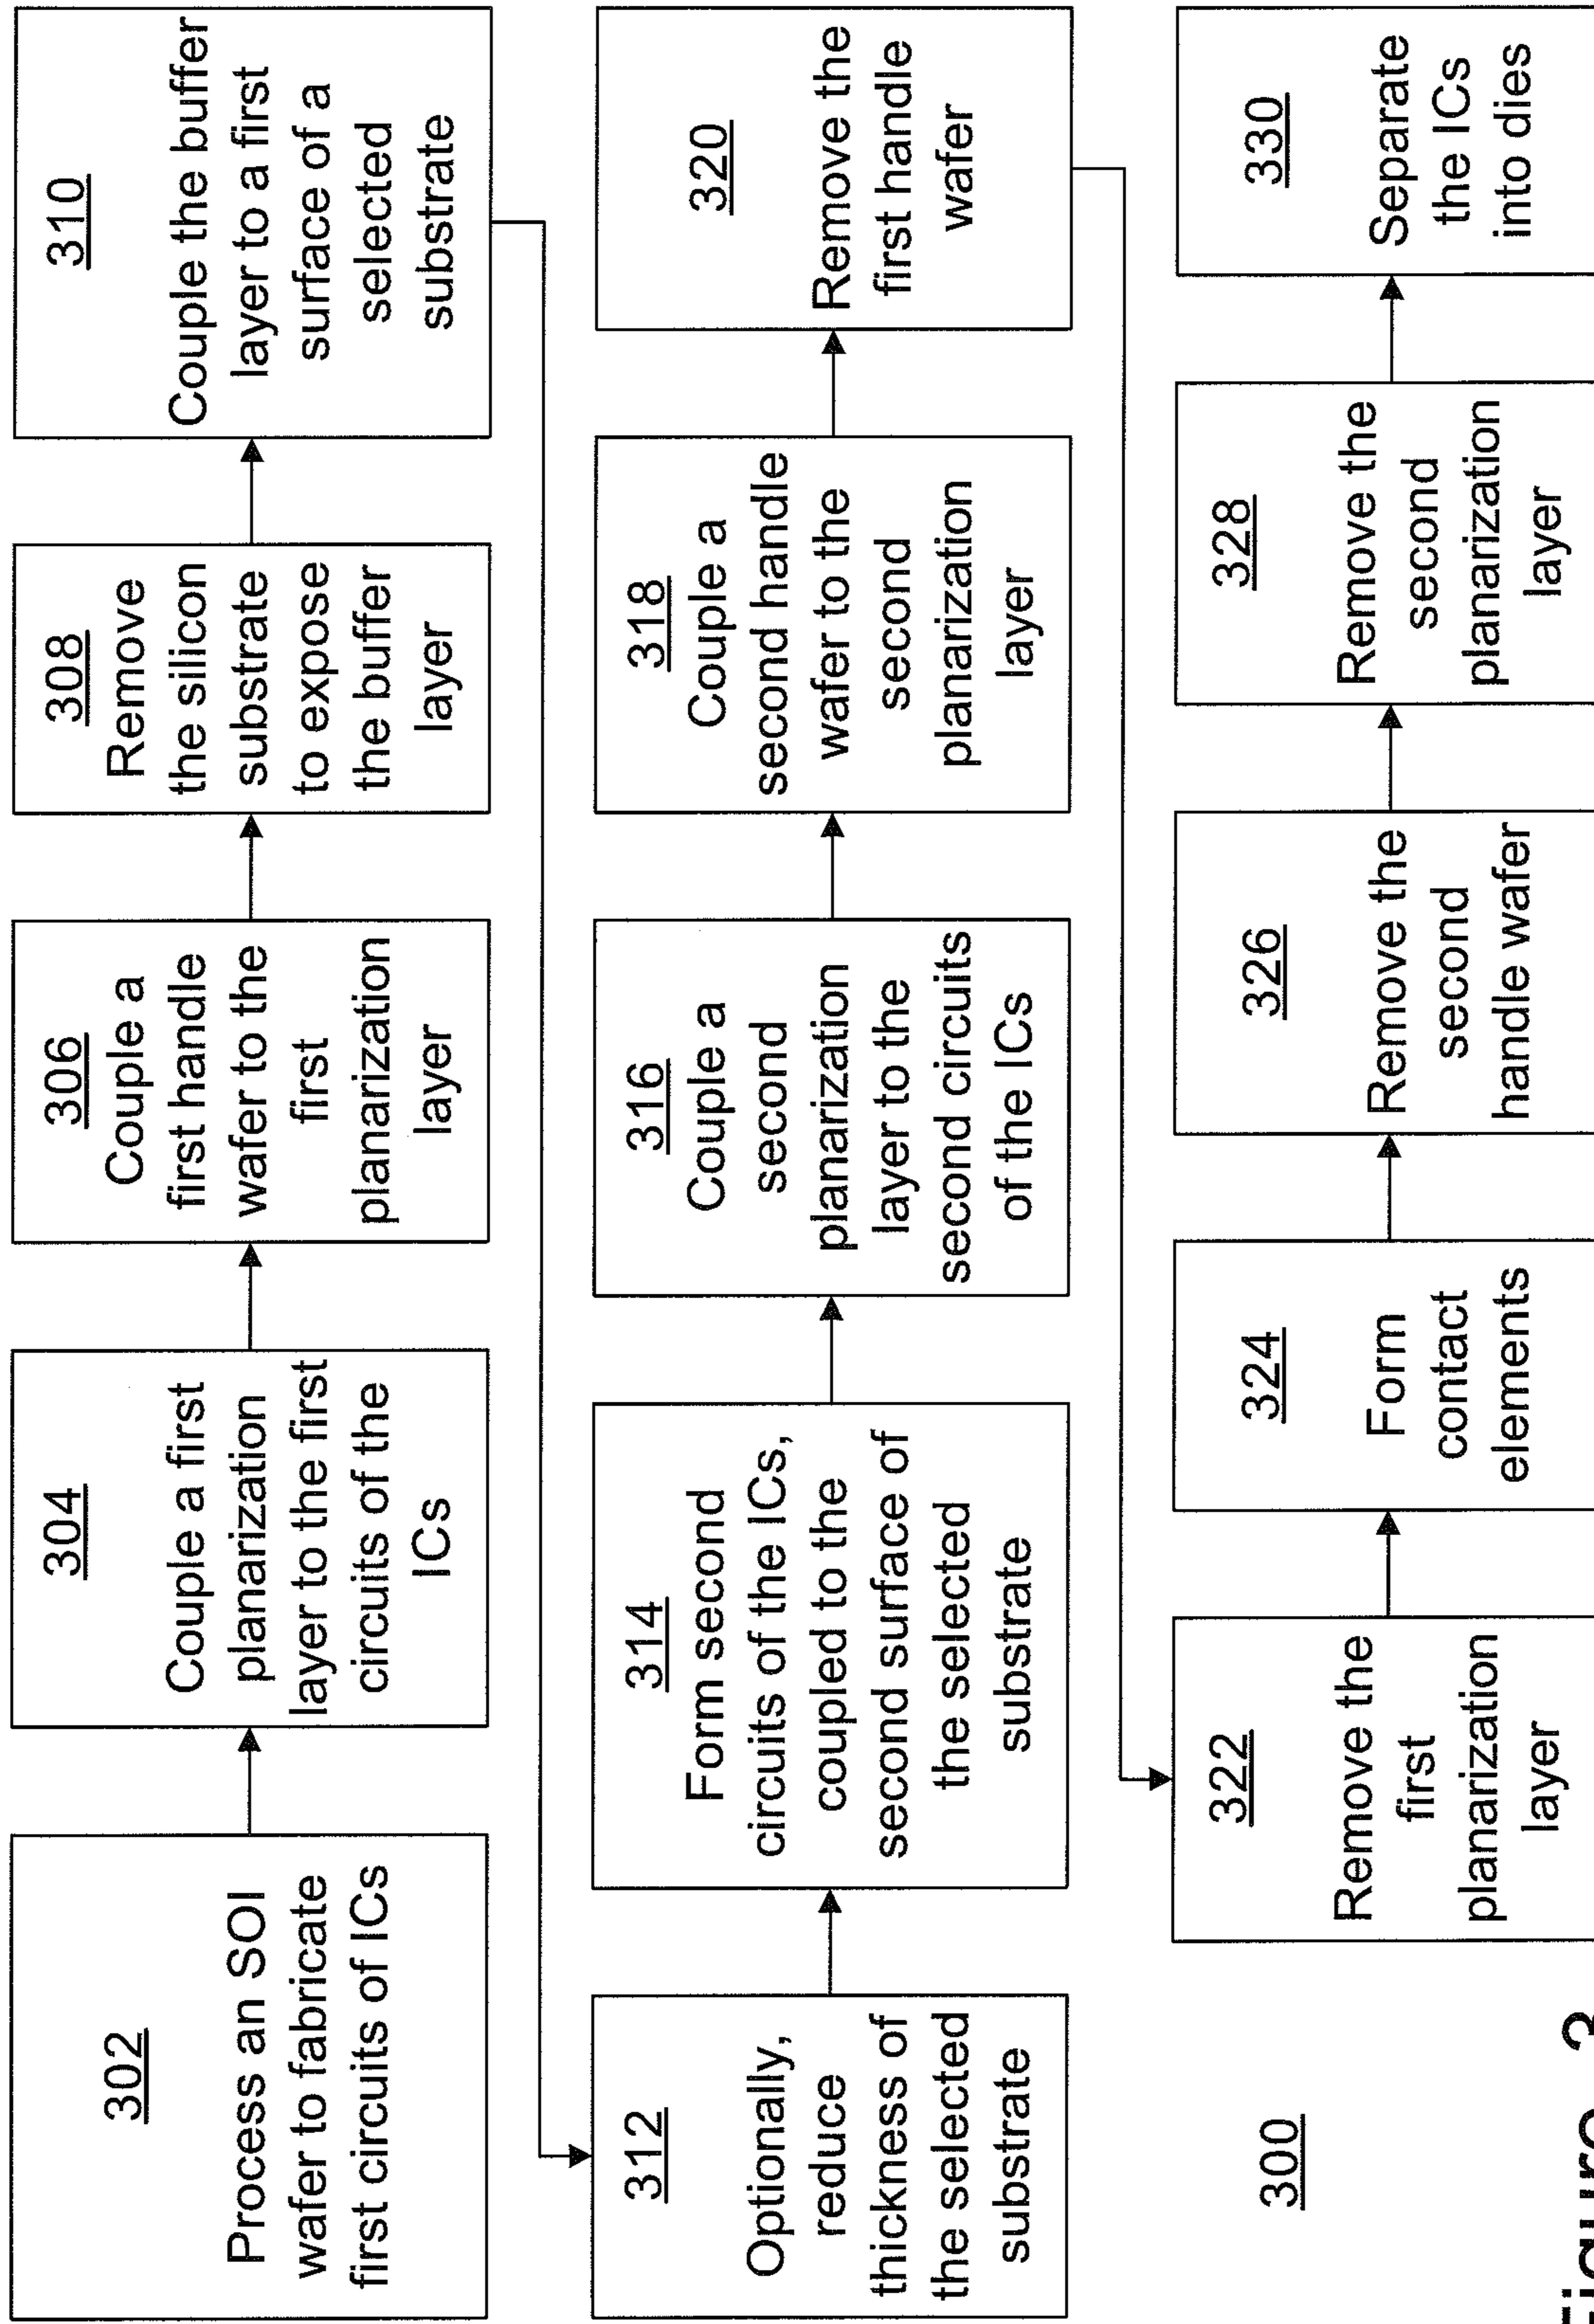 302
Process an SOI
wafer to fabricate
first circuits of ICs
304
Couple a first
planarization
layer to the first
circuits of the
ICs
306
Couple a
first handle
wafer to the
first
planarization
layer
308
Remove
the silicon
substrate
to expose
the buffer
layer
310
Couple the buffer
layer to a first
surface of a
selected
substrate
312
Optionally,
reduce
thickness of
the selected
substrate
314
Form second
circuits of the ICs,
coupled to the
second surface of
the selected
substrate
316
Couple a
second
planarization
layer to the
second circuits
of the ICs
318
Couple a
second handle
wafer to the
second
planarization
layer
320
Remove the
first handle
wafer
322
Remove the
first
planarization
layer
324
Form
contact
elements
326
Remove the
second
handle wafer
328
Remove the
second
planarization
layer
330
Separate
the ICs
into dies
300
Figure 3